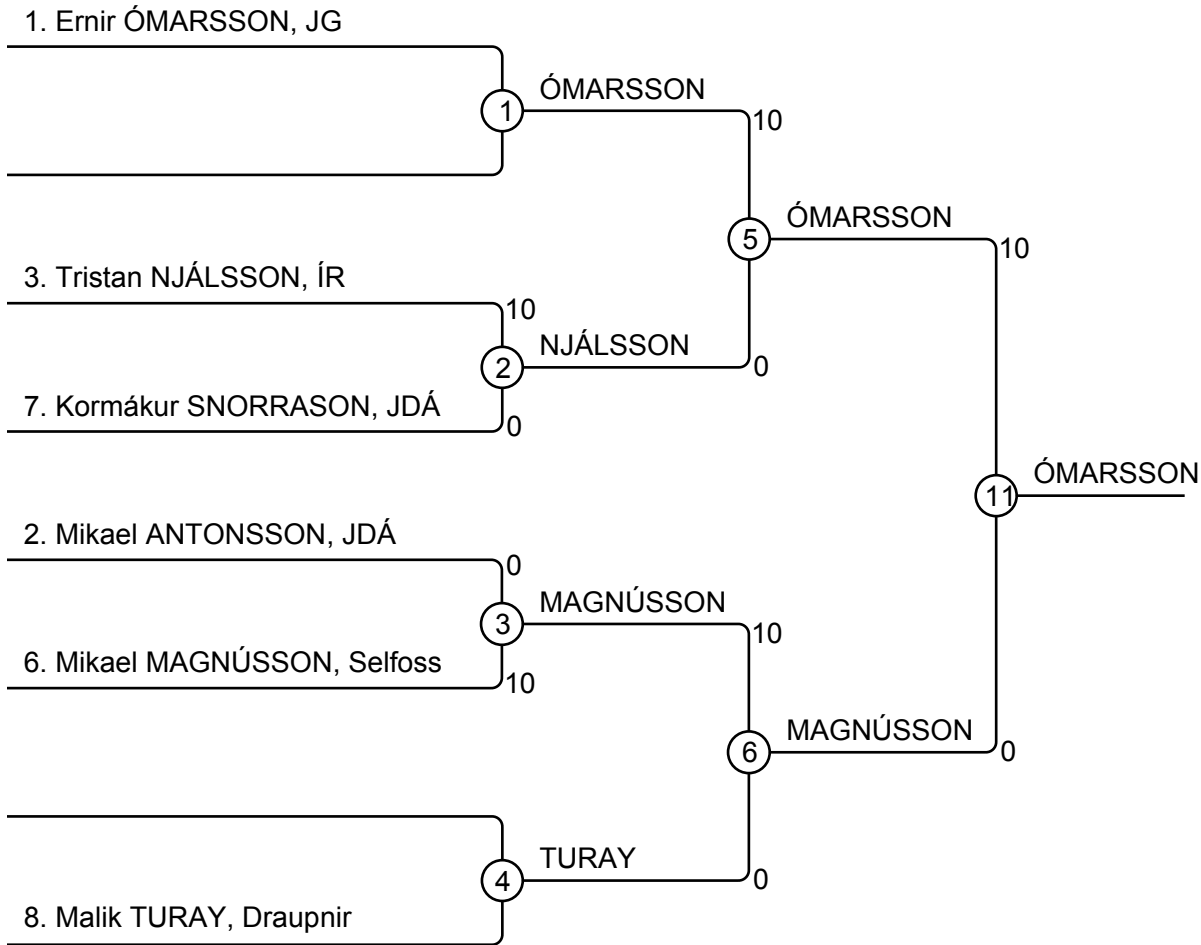 1. Ernir ÓMARSSON, JG
1
ÓMARSSON
10
5
ÓMARSSON
10
3. Tristan NJÁLSSON, ÍR
10
2
NJÁLSSON
0
7. Kormákur SNORRASON, JDÁ
0
11
ÓMARSSON
2. Mikael ANTONSSON, JDÁ
0
3
MAGNÚSSON
10
6. Mikael MAGNÚSSON, Selfoss
10
6
MAGNÚSSON
0
4
TURAY
0
8. Malik TURAY, Draupnir